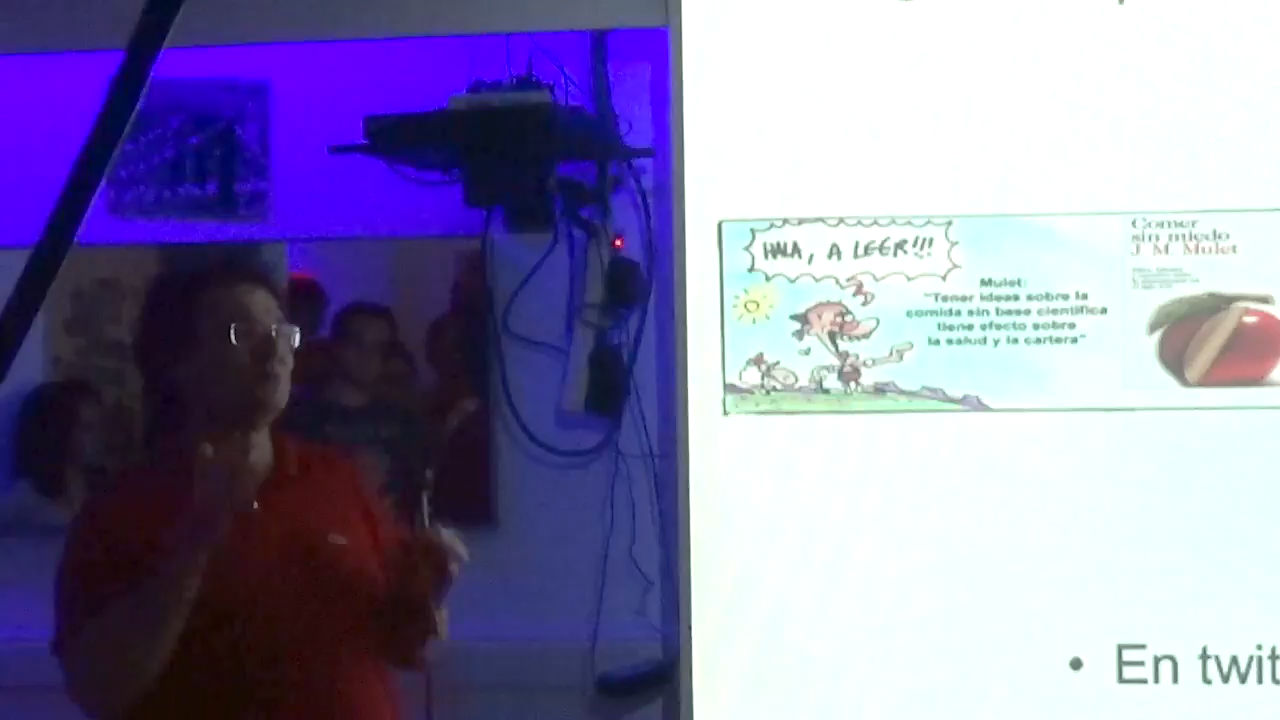 HALA, A LEER!!!
Mulet:
"Tener ideas sobre la
comida sin base cientifica
tiene efecto sobre
la salud y la cartera"
Comer
sin miedo
J. M. Mulet
• En twit